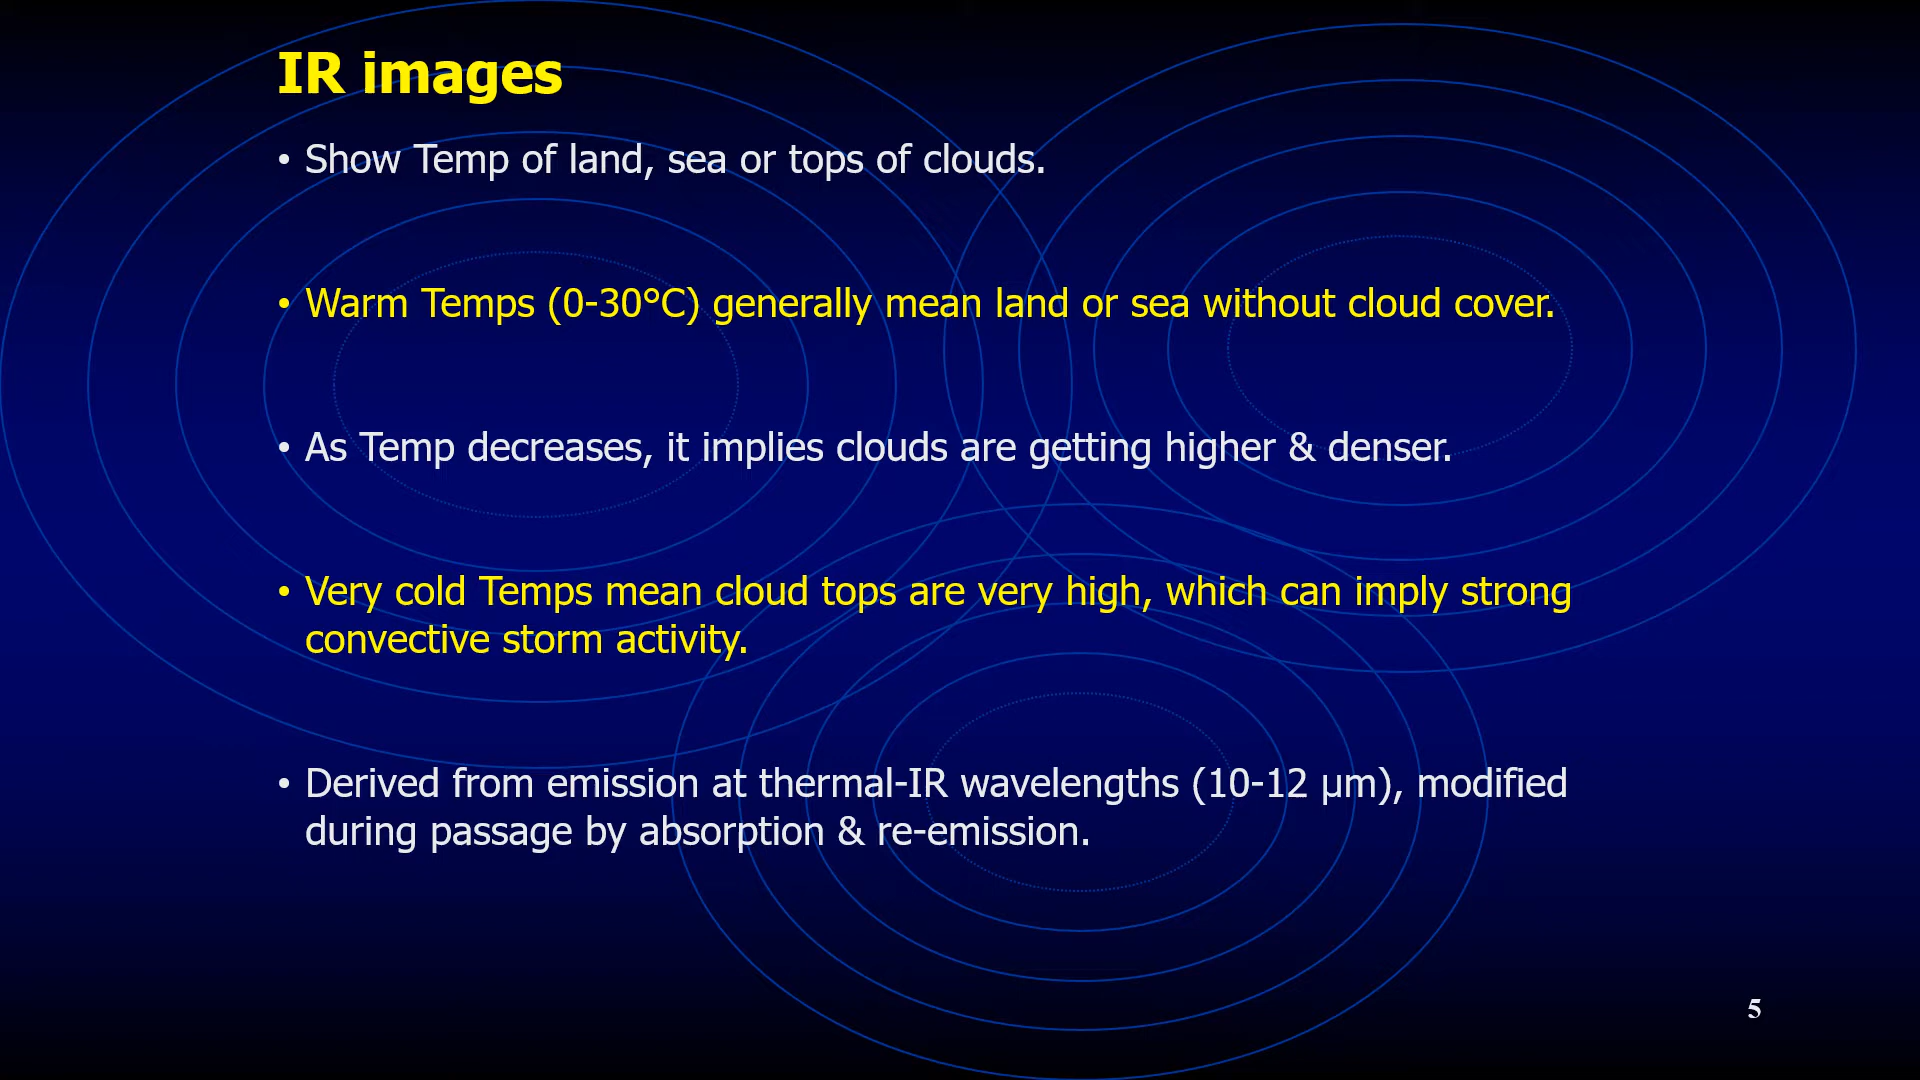 IR images
• Show Temp of land, sea or tops of clouds.
• Warm Temps (0-30°C) generally mean land or sea without cloud cover.
• As Temp decreases, it implies clouds are getting higher & denser.
• Very cold Temps mean cloud tops are very high, which can imply strong
convective storm activity.
• Derived from emission at thermal-IR wavelengths (10-12 μm), modified
during passage by absorption & re-emission.
5